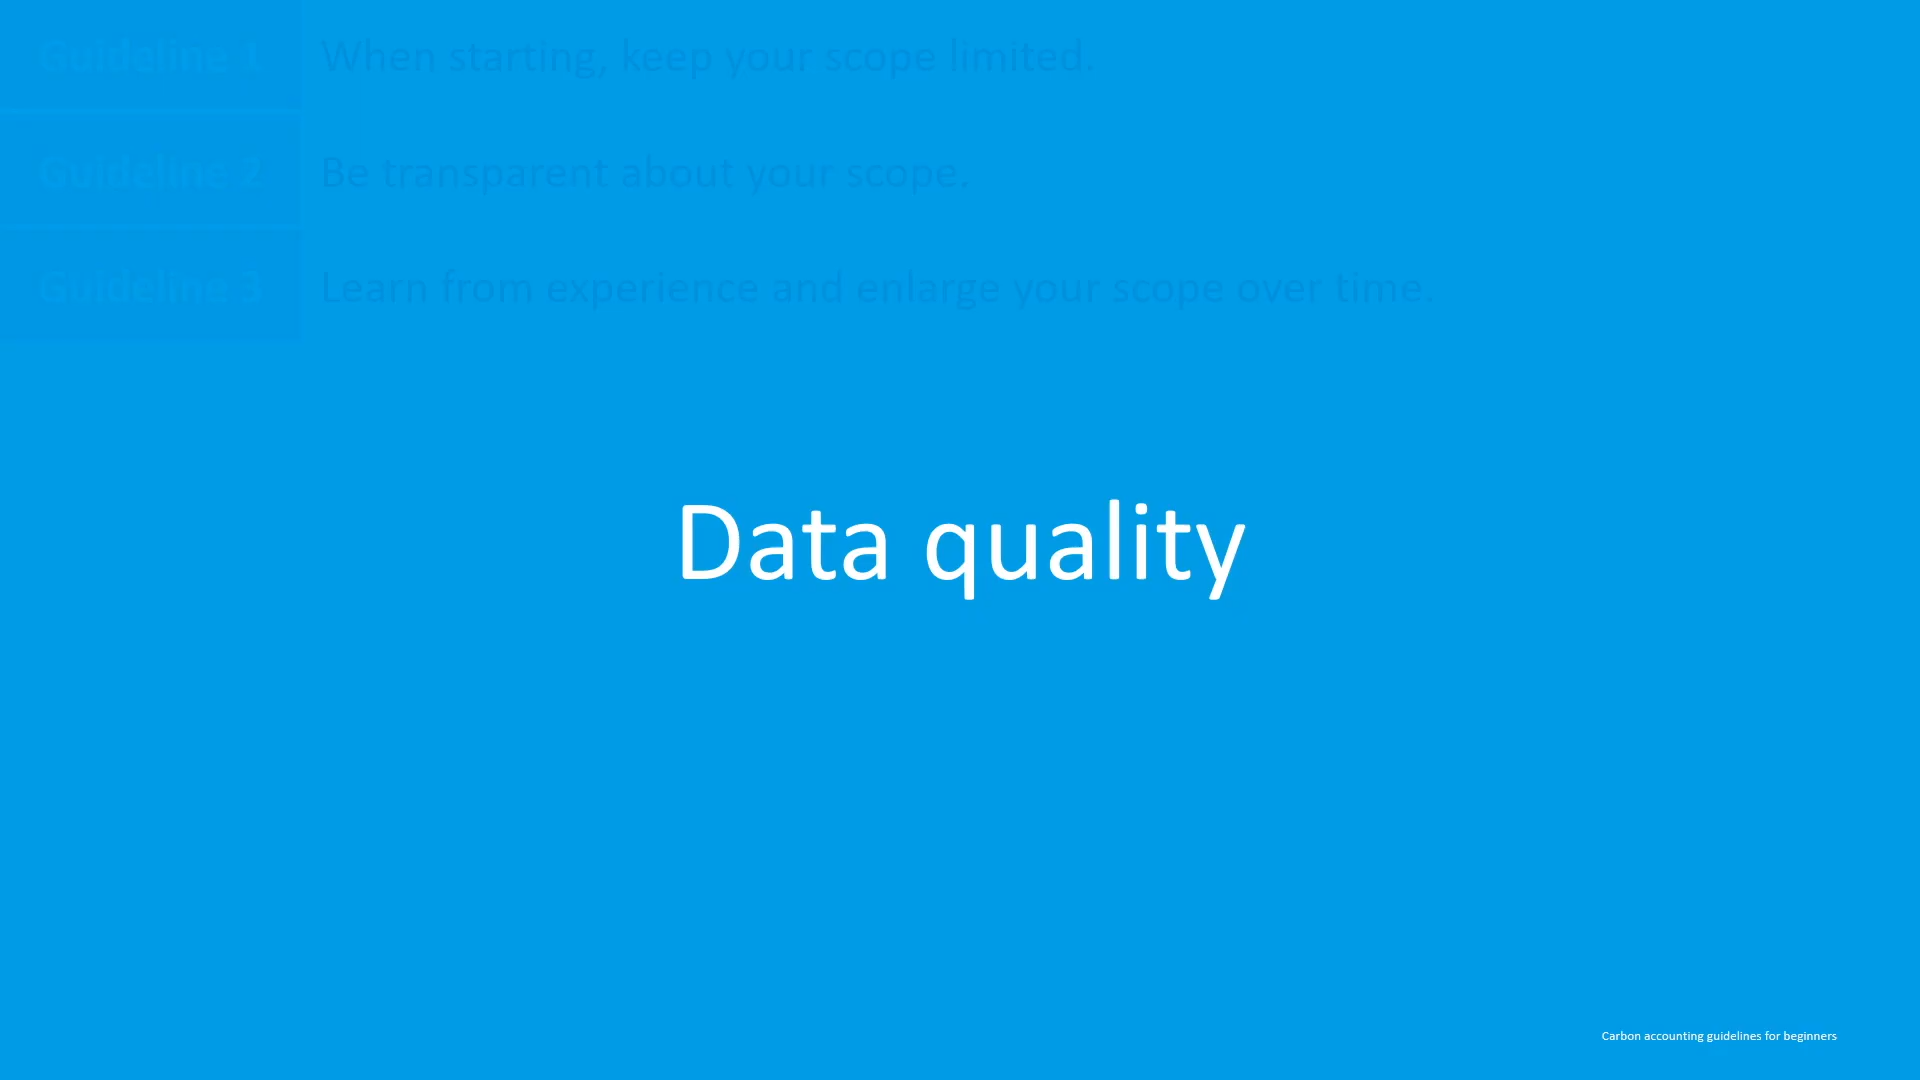 Guideline 1 When starting, keep your scope limited.
Guideline 2 Be transparent about your scope.
Guideline 3 Learn from experience and enlarge your scope over time.
Data quality
Carbon accounting guidelines for beginners